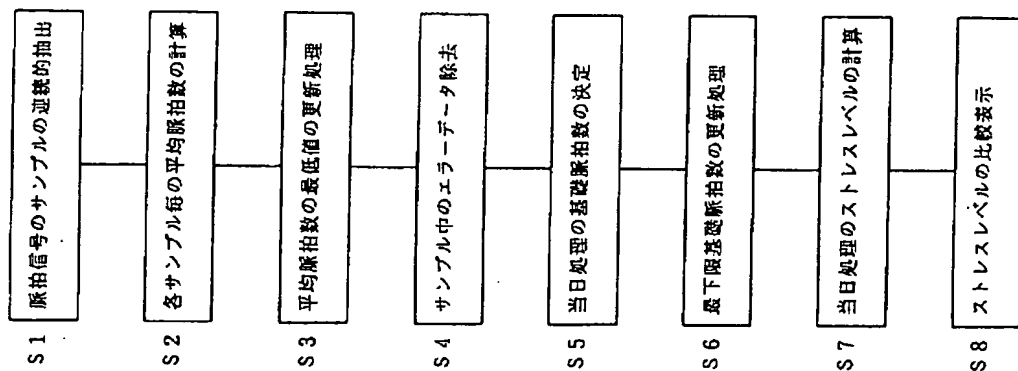 S1 脈拍信号のサンプルの連続的抽出
S2 各サンプル毎の平均脈拍数の計算
S3 平均脈拍数の最低値の更新処理
S4 サンプル中のエラーデータ除去
S5 当日処理の基礎脈拍数の決定
S6 最下限基礎脈拍数の更新処理
S7 当日処理のストレスレベルの計算
S8 ストレスレベルの比較表示